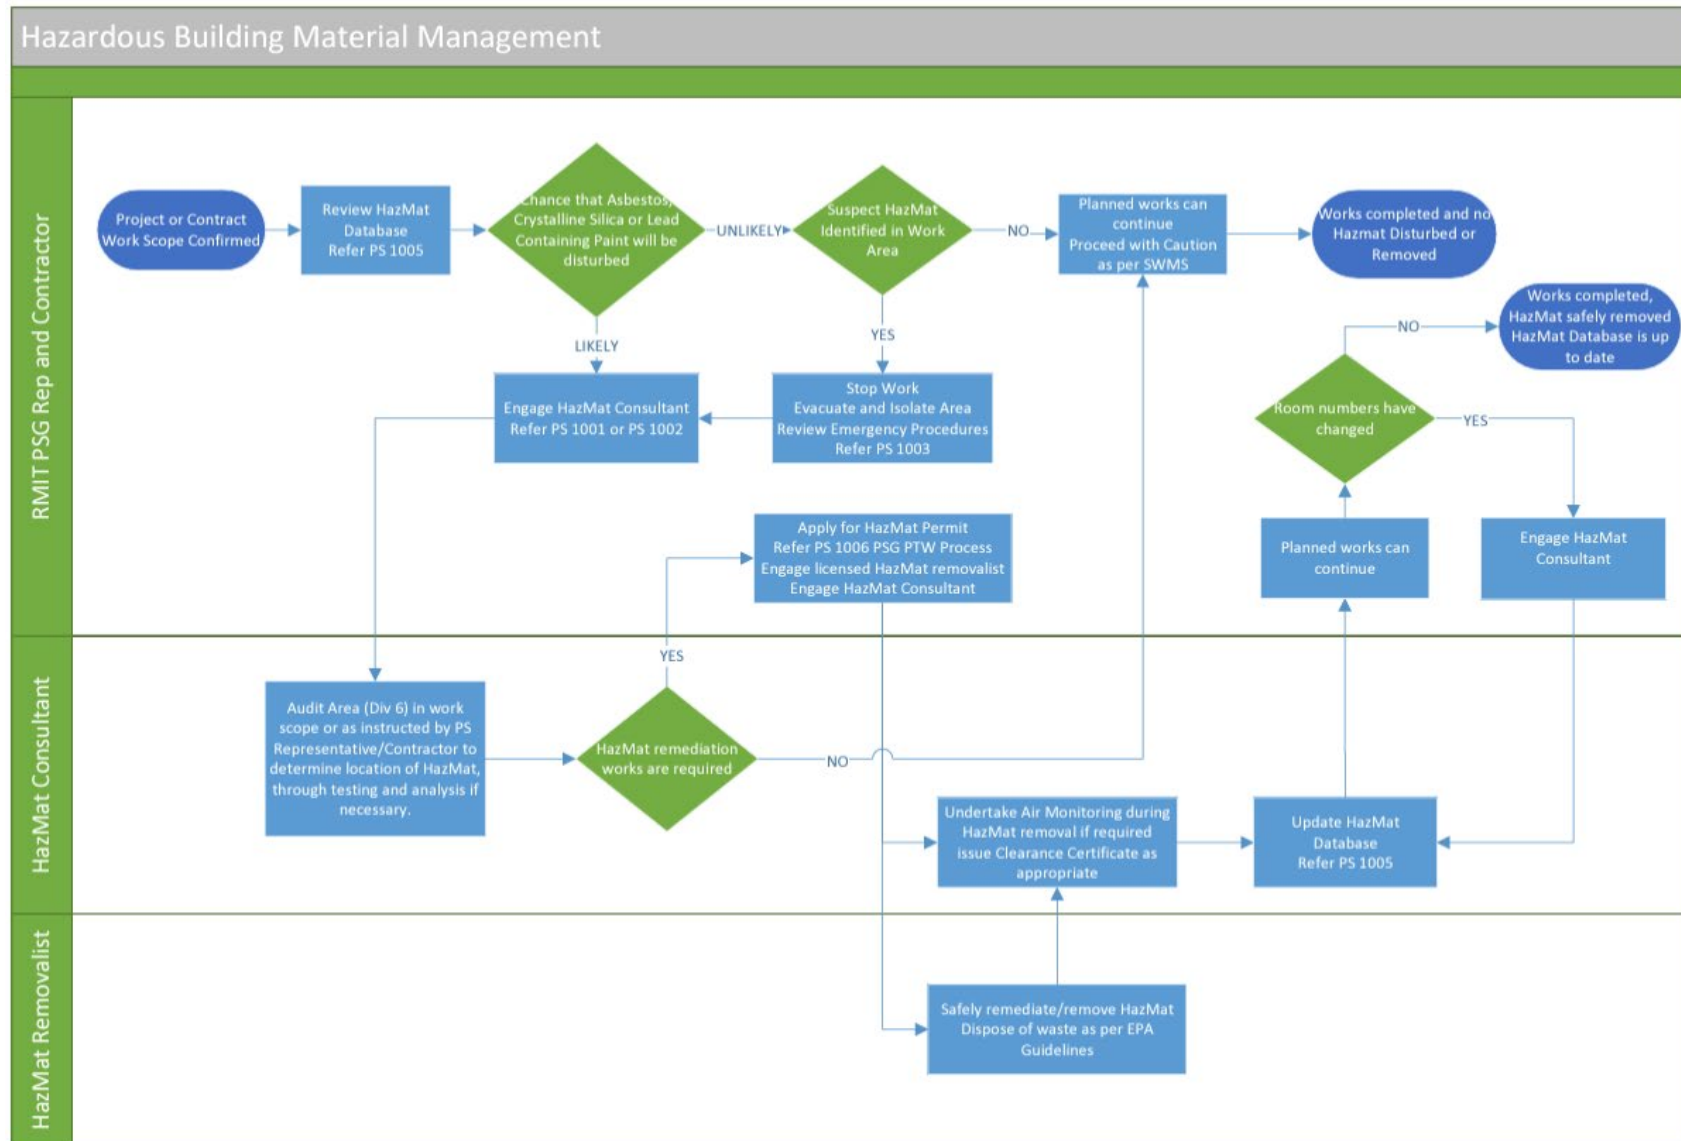 Hazardous Building Material Management
RMIT PSG Rep and Contractor
Project or Contract
Work Scope Confirmed
Review HazMat
Database
Refer PS 1005
Chance that Asbestos,
Crystalline Silica or Lead
Containing Paint will be
disturbed
UNLIKELY
Suspect HazMat
Identified in Work
Area
NO
Planned works can
continue
Proceed with Caution
as per SWMS
Works completed and no
Hazmat Disturbed or
Removed
LIKELY
YES
Engage HazMat Consultant
Refer PS 1001 or PS 1002
Stop Work
Evacuate and Isolate Area
Review Emergency Procedures
Refer PS 1003
Works completed,
HazMat safely removed
HazMat Database is up
to date
NO
Room numbers have
changed
YES
Apply for HazMat Permit
Refer PS 1006 PSG PTW Process
Engage licensed HazMat removalist
Engage HazMat Consultant
Planned works can
continue
Engage HazMat
Consultant
HazMat Consultant
YES
Audit Area (Div 6) in work
scope or as instructed by PS
Representative/Contractor to
determine location of HazMat,
through testing and analysis if
necessary.
HazMat remediation
works are required
NO
Undertake Air Monitoring during
HazMat removal if required
issue Clearance Certificate as
appropriate
Update HazMat
Database
Refer PS 1005
HazMat Removalist
Safely remediate/remove HazMat
Dispose of waste as per EPA
Guidelines